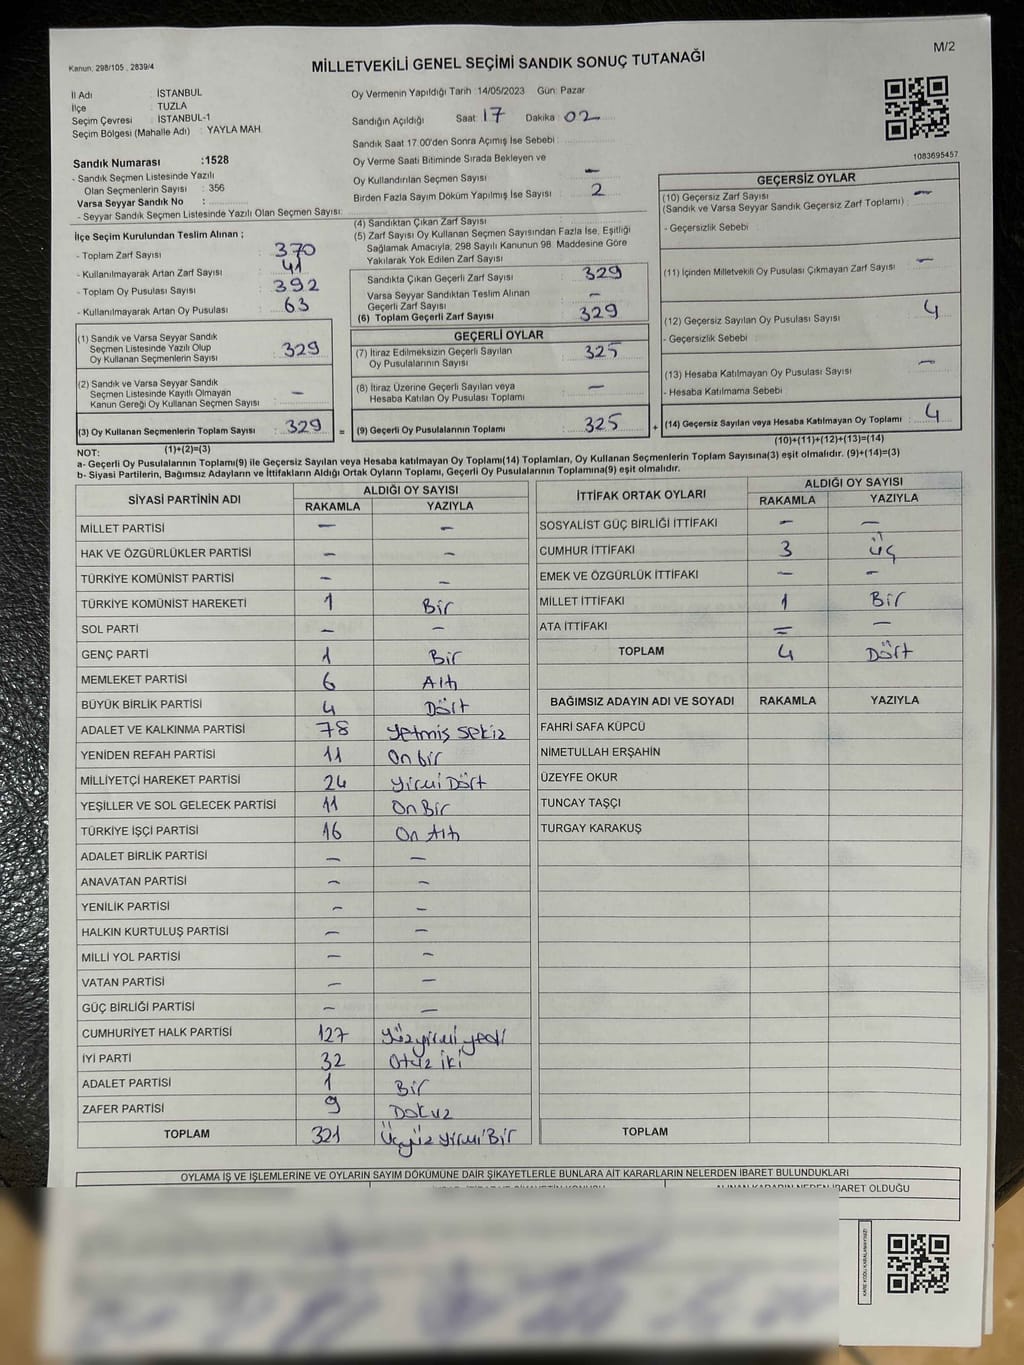 Kanun: 298/105 , 2839/4
MİLLETVEKİLİ GENEL SEÇİMİ SANDIK SONUÇ TUTANAĞI
M/2
İl Adı : İSTANBUL
İlçe : TUZLA
Seçim Çevresi : İSTANBUL-1
Seçim Bölgesi (Mahalle Adı) : YAYLA MAH.
Sandık Numarası :1528
- Sandık Seçmen Listesinde Yazılı
Olan Seçmenlerin Sayısı : 356
Varsa Seyyar Sandık No :
- Seyyar Sandık Seçmen Listesinde Yazılı Olan Seçmen Sayısı:
Oy Vermenin Yapıldığı Tarih :14/05/2023 Gün: Pazar
Sandığın Açıldığı Saat: 17 Dakika : 02
Sandık Saat 17:00'den Sonra Açımış İse Sebebi :
Oy Verme Saati Bitiminde Sırada Bekleyen ve
Oy Kullandırılan Seçmen Sayısı : -
Birden Fazla Sayım Döküm Yapılmış İse Sayısı : 2
1083695457
İlçe Seçim Kurulundan Teslim Alınan ;
- Toplam Zarf Sayısı : 370
- Kullanılmayarak Artan Zarf Sayısı : 41
- Toplam Oy Pusulası Sayısı : 392
- Kullanılmayarak Artan Oy Pusulası : 63
(1) Sandık ve Varsa Seyyar Sandık
Seçmen Listesinde Yazılı Olup
Oy Kullanan Seçmenlerin Sayısı : 329
(2) Sandık ve Varsa Seyyar Sandık
Seçmen Listesinde Kayıtlı Olmayan
Kanun Gereği Oy Kullanan Seçmen Sayısı : -
(3) Oy Kullanan Seçmenlerin Toplam Sayısı : 329
(1)+(2)=(3)
(4) Sandıktan Çıkan Zarf Sayısı :
(5) Zarf Sayısı Oy Kullanan Seçmen Sayısından Fazla İse, Eşitliği
Sağlamak Amacıyla, 298 Sayılı Kanunun 98. Maddesine Göre
Yakılarak Yok Edilen Zarf Sayısı :
Sandıkta Çıkan Geçerli Zarf Sayısı : 329
Varsa Seyyar Sandıktan Teslim Alınan
Geçerli Zarf Sayısı : -
(6) Toplam Geçerli Zarf Sayısı : 329
GEÇERLİ OYLAR
(7) İtiraz Edilmeksizin Geçerli Sayılan
Oy Pusulalarının Sayısı : 325
(8) İtiraz Üzerine Geçerli Sayılan veya
Hesaba Katılan Oy Pusulası Toplamı : -
= (9) Geçerli Oy Pusulalarının Toplamı : 325 +
GEÇERSİZ OYLAR
(10) Geçersiz Zarf Sayısı : -
(Sandık ve Varsa Seyyar Sandık Geçersiz Zarf Toplamı) :
- Geçersizlik Sebebi :
(11) İçinden Milletvekili Oy Pusulası Çıkmayan Zarf Sayısı : -
(12) Geçersiz Sayılan Oy Pusulası Sayısı : 4
- Geçersizlik Sebebi :
(13) Hesaba Katılmayan Oy Pusulası Sayısı : -
- Hesaba Katılmama Sebebi :
(14) Geçersiz Sayılan veya Hesaba Katılmayan Oy Toplamı : 4
(10)+(11)+(12)+(13)=(14)
NOT:
a- Geçerli Oy Pusulalarının Toplamı(9) ile Geçersiz Sayılan veya Hesaba katılmayan Oy Toplamı(14) Toplamları, Oy Kullanan Seçmenlerin Toplam Sayısına(3) eşit olmalıdır. (9)+(14)=(3)
b- Siyasi Partilerin, Bağımsız Adayların ve İttifakların Aldığı Ortak Oyların Toplamı, Geçerli Oy Pusulalarının Toplamına(9) eşit olmalıdır.
SİYASİ PARTİNİN ADI ALDIĞI OY SAYISI
RAKAMLA YAZIYLA
MİLLET PARTİSİ - -
HAK VE ÖZGÜRLÜKLER PARTİSİ - -
TÜRKİYE KOMÜNİST PARTİSİ - -
TÜRKİYE KOMÜNİST HAREKETİ 1 Bir
SOL PARTİ - -
GENÇ PARTİ 1 Bir
MEMLEKET PARTİSİ 6 Altı
BÜYÜK BİRLİK PARTİSİ 4 Dört
ADALET VE KALKINMA PARTİSİ 78 Yetmiş Sekiz
YENİDEN REFAH PARTİSİ 11 On bir
MİLLİYETÇİ HAREKET PARTİSİ 24 Yirmi Dört
YEŞİLLER VE SOL GELECEK PARTİSİ 11 On Bir
TÜRKİYE İŞÇİ PARTİSİ 16 On Altı
ADALET BİRLİK PARTİSİ - -
ANAVATAN PARTİSİ - -
YENİLİK PARTİSİ - -
HALKIN KURTULUŞ PARTİSİ - -
MİLLİ YOL PARTİSİ - -
VATAN PARTİSİ - -
GÜÇ BİRLİĞİ PARTİSİ - -
CUMHURİYET HALK PARTİSİ 127 Yüz yirmi yedi
İYİ PARTİ 32 Otuz iki
ADALET PARTİSİ 1 Bir
ZAFER PARTİSİ 9 Dokuz
TOPLAM 321 Üçyüz Yirmi Bir
İTTİFAK ORTAK OYLARI ALDIĞI OY SAYISI
RAKAMLA YAZIYLA
SOSYALİST GÜÇ BİRLİĞİ İTTİFAKI - -
CUMHUR İTTİFAKI 3 Üç
EMEK VE ÖZGÜRLÜK İTTİFAKI - -
MİLLET İTTİFAKI 1 Bir
ATA İTTİFAKI = -
TOPLAM 4 Dört
BAĞIMSIZ ADAYIN ADI VE SOYADI RAKAMLA YAZIYLA
FAHRİ SAFA KÜPCÜ
NİMETULLAH ERŞAHİN
ÜZEYFE OKUR
TUNCAY TAŞÇI
TURGAY KARAKUŞ
TOPLAM
OYLAMA İŞ VE İŞLEMLERİNE VE OYLARIN SAYIM DÖKÜMÜNE DAİR ŞİKAYETLERLE BUNLARA AİT KARARLARIN NELERDEN İBARET BULUNDUKLARI
ALINAN KARARIN NEDEN İBARET OLDUĞU